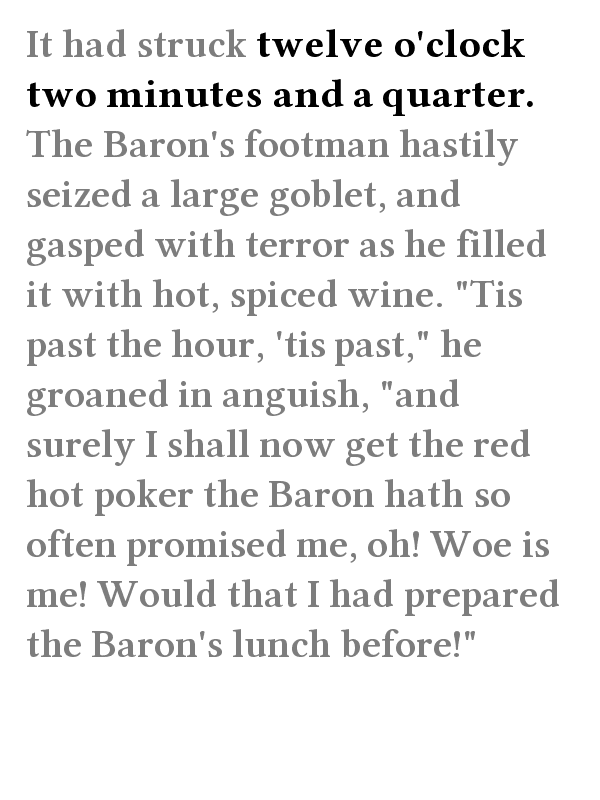 It had struck twelve o'clock
two minutes and a quarter.
The Baron's footman hastily
seized a large goblet, and
gasped with terror as he filled
it with hot, spiced wine. "Tis
past the hour, 'tis past," he
groaned in anguish, "and
surely I shall now get the red
hot poker the Baron hath so
often promised me, oh! Woe is
me! Would that I had prepared
the Baron's lunch before!"